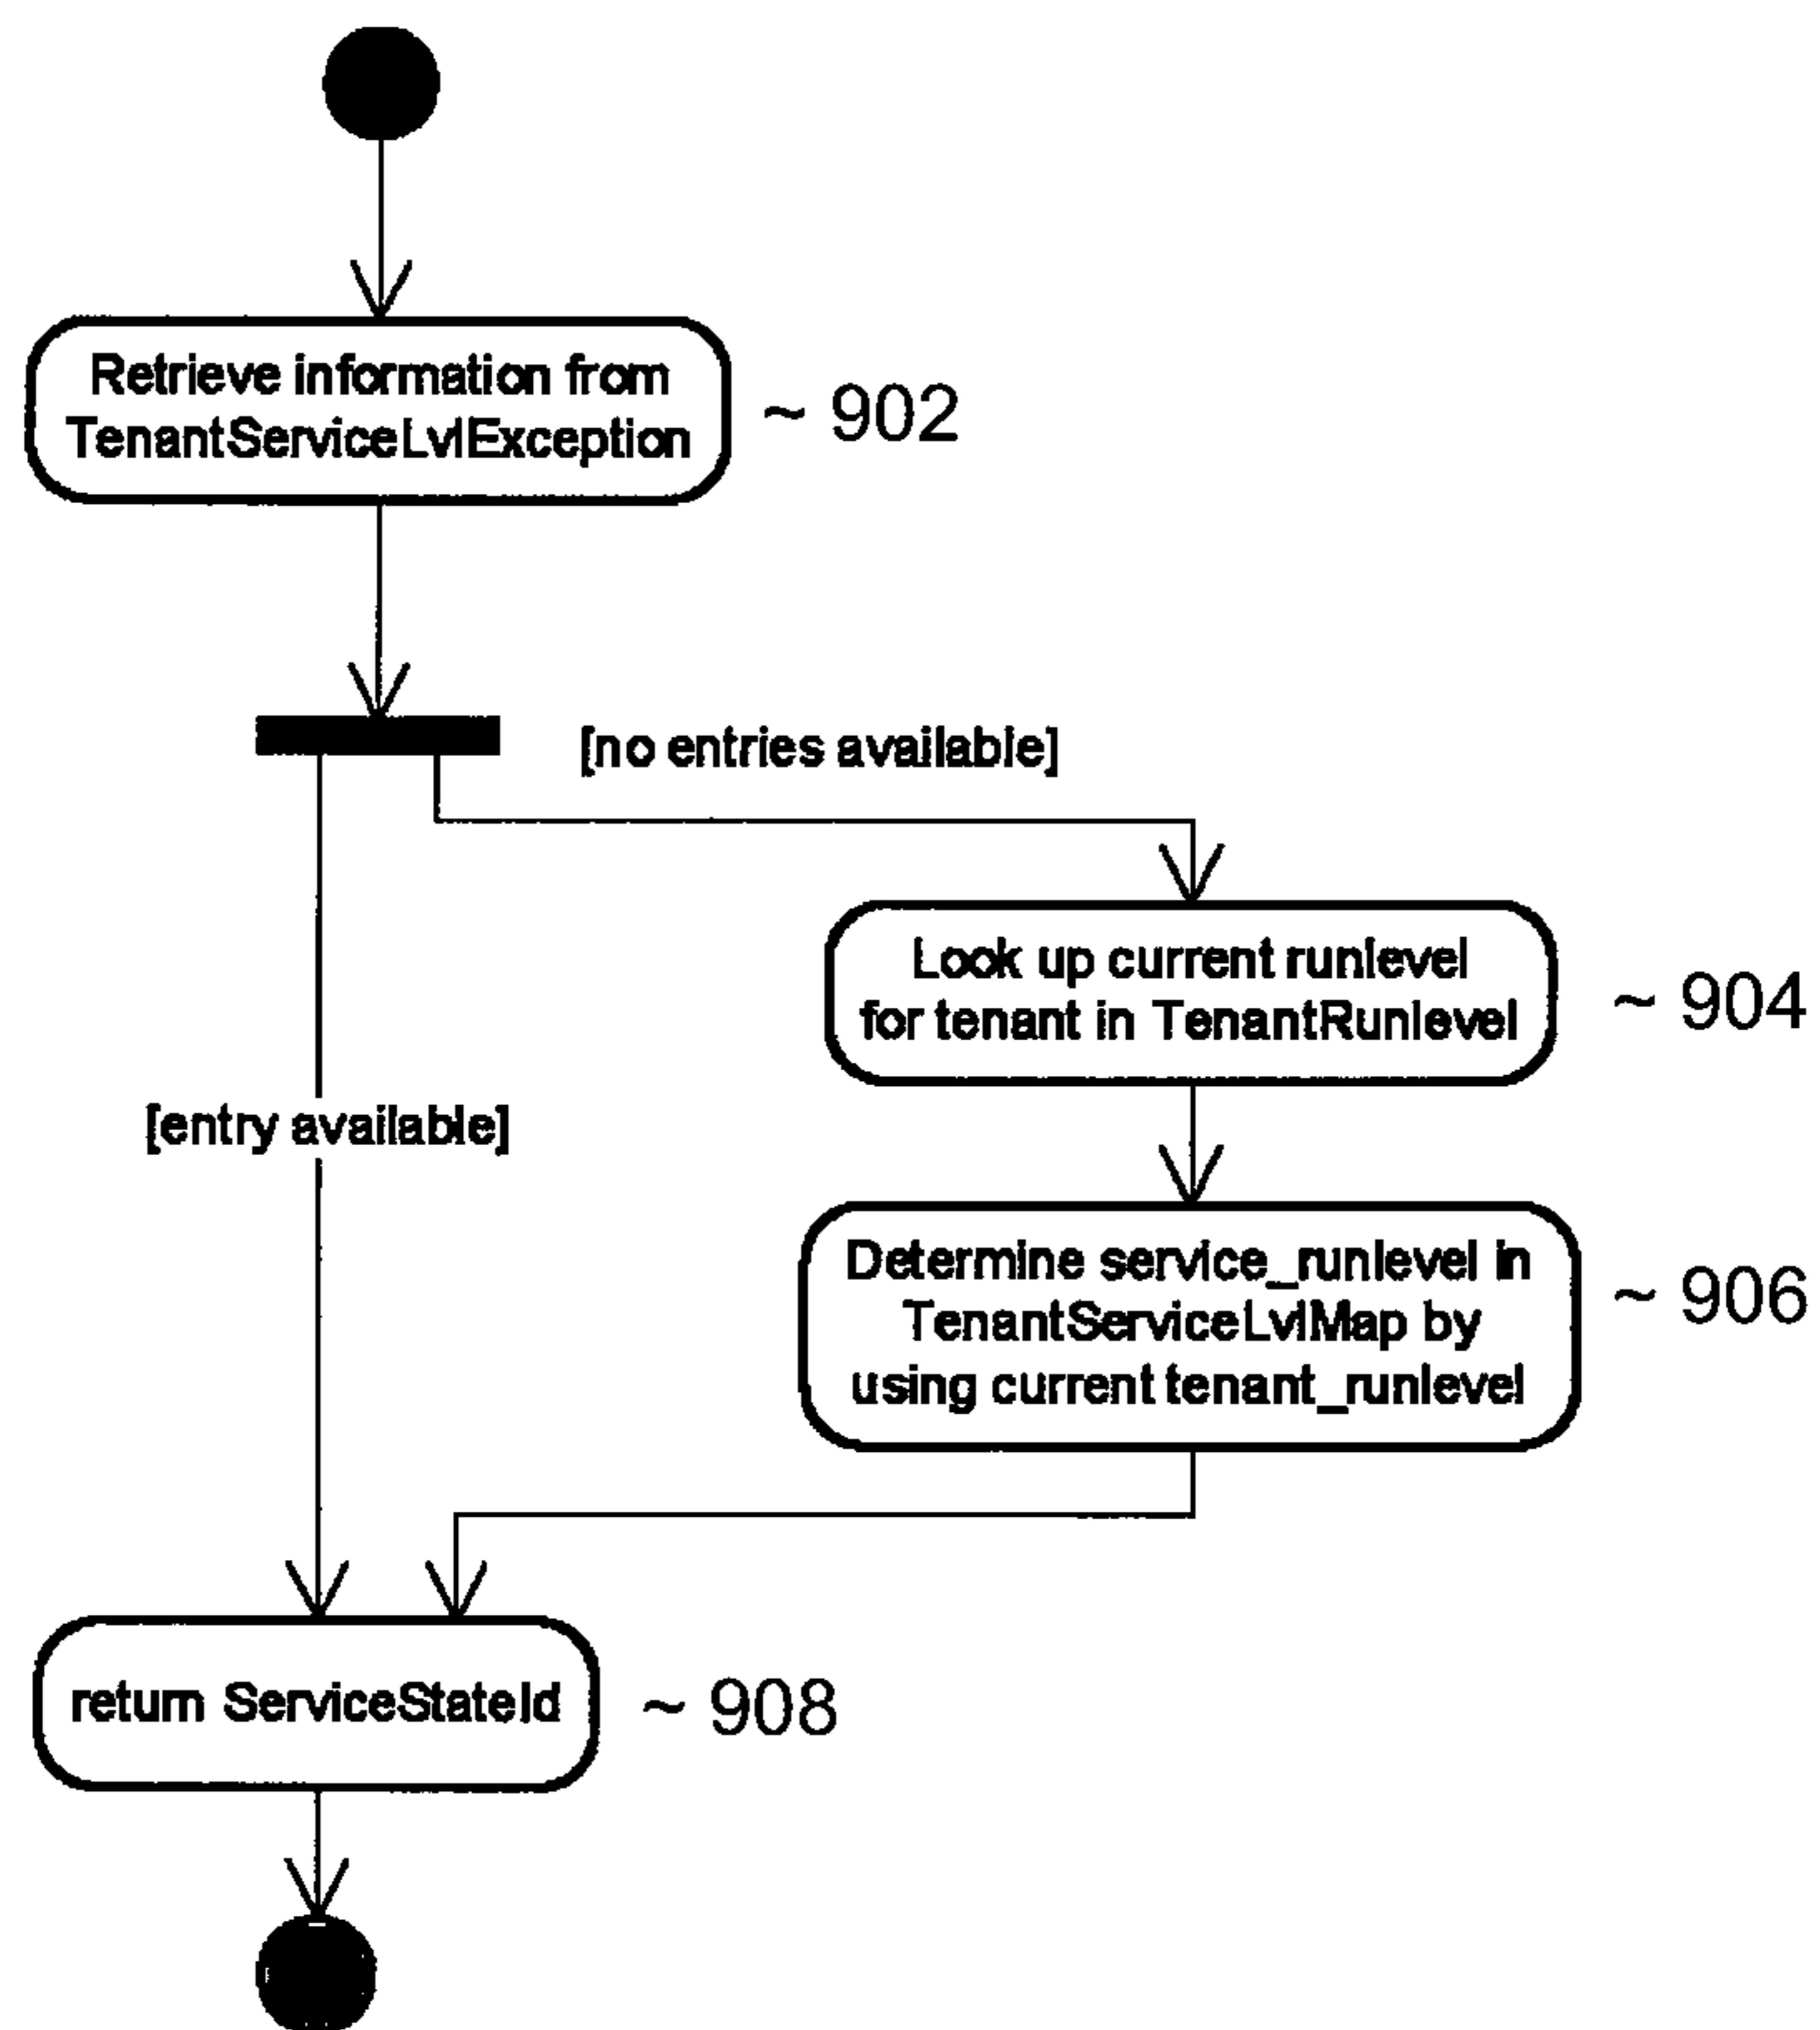 Retrieve information from
TenantServiceLvlException
~ 902
[no entries available]
Look up current runlevel
for tenant in TenantRunlevel
~ 904
[entry available]
Determine service_runlevel in
TenantServiceLvlMap by
using current tenant_runlevel
~ 906
return ServiceStateId
~ 908